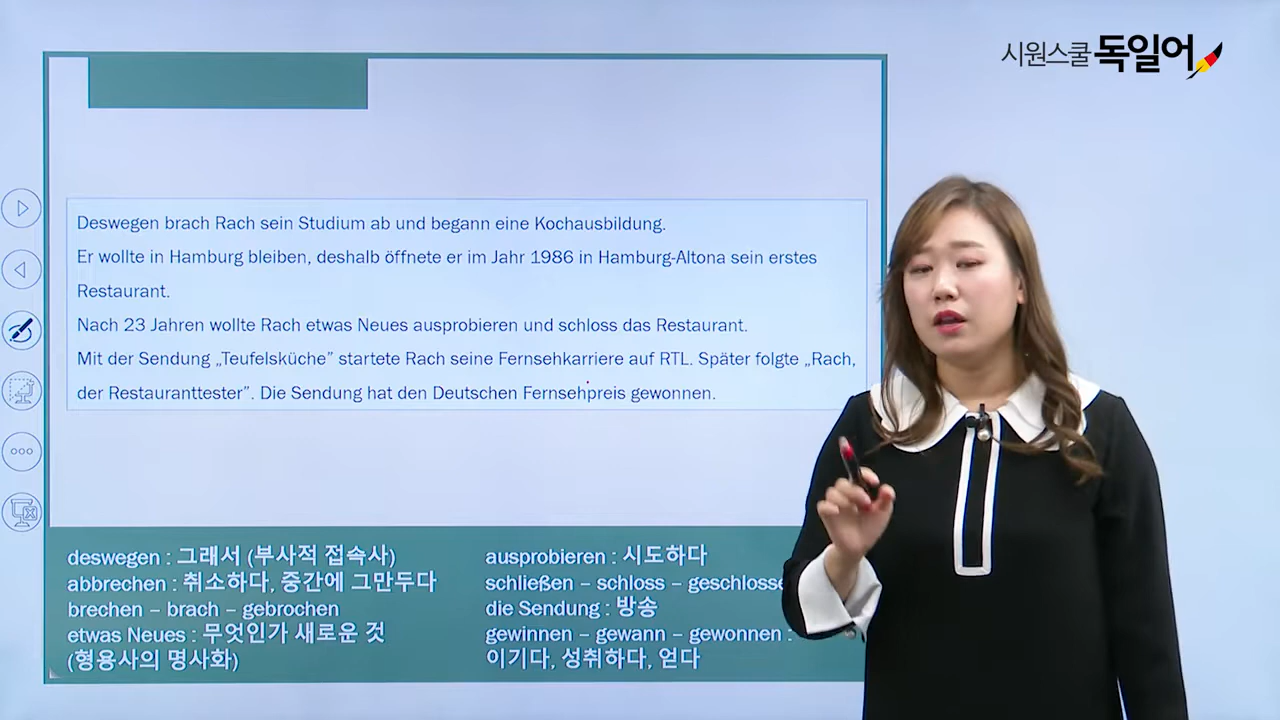 시원스쿨 독일어
Deswegen brach Rach sein Studium ab und begann eine Kochausbildung.
Er wollte in Hamburg bleiben, deshalb öffnete er im Jahr 1986 in Hamburg-Altona sein erstes
Restaurant.
Nach 23 Jahren wollte Rach etwas Neues ausprobieren und schloss das Restaurant.
Mit der Sendung „Teufelsküche” startete Rach seine Fernsehkarriere auf RTL. Später folgte „Rach,
der Restauranttester”. Die Sendung hat den Deutschen Fernsehpreis gewonnen.
deswegen : 그래서 (부사적 접속사)
abbrechen : 취소하다, 중간에 그만두다
brechen – brach – gebrochen
etwas Neues : 무엇인가 새로운 것
(형용사의 명사화)
ausprobieren : 시도하다
schließen – schloss –
die Sendung : 방송
gewinnen – gewann – gewonnen :
이기다, 성취하다, 얻다